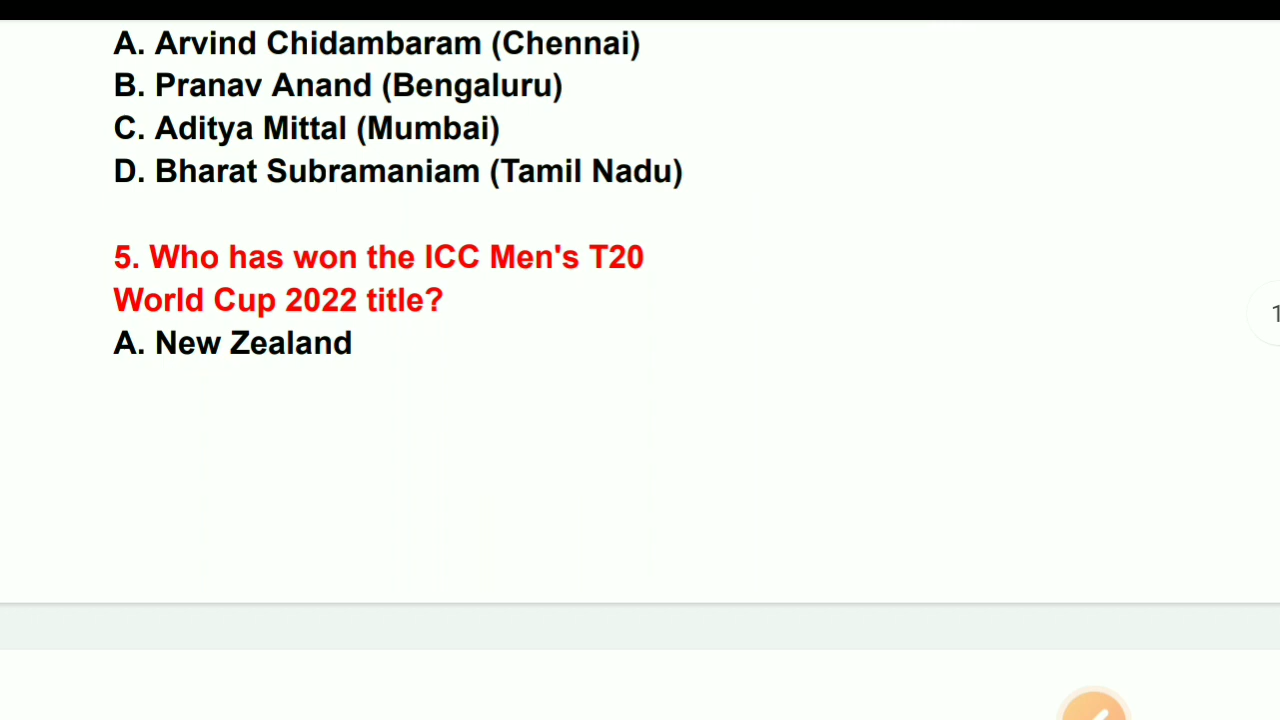 A. Arvind Chidambaram (Chennai)
B. Pranav Anand (Bengaluru)
C. Aditya Mittal (Mumbai)
D. Bharat Subramaniam (Tamil Nadu)
5. Who has won the ICC Men's T20
World Cup 2022 title?
A. New Zealand
1